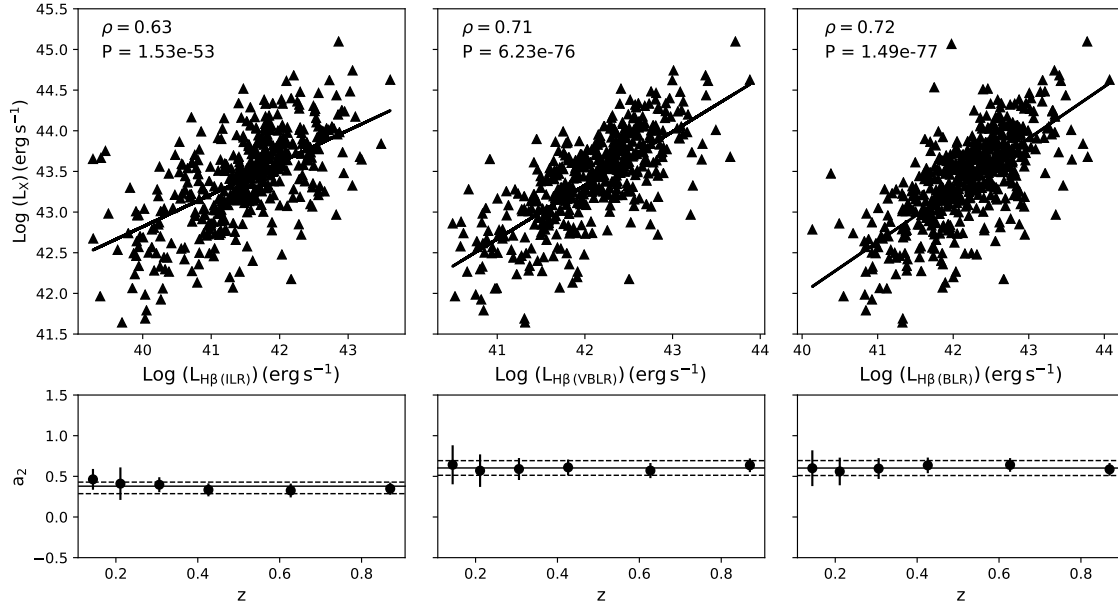 ρ = 0.63
P = 1.53e-53
ρ = 0.71
P = 6.23e-76
ρ = 0.72
P = 1.49e-77
45.5
45.0
44.5
44.0
43.5
43.0
42.5
42.0
41.5
Log (L_X) (erg s⁻¹)
40 41 42 43
41 42 43 44
40 41 42 43 44
Log (L_Hβ (ILR)) (erg s⁻¹)
Log (L_Hβ (VBLR)) (erg s⁻¹)
Log (L_Hβ (BLR)) (erg s⁻¹)
1.5
1.0
0.5
0.0
−0.5
a₂
0.2 0.4 0.6 0.8
0.2 0.4 0.6 0.8
0.2 0.4 0.6 0.8
z
z
z